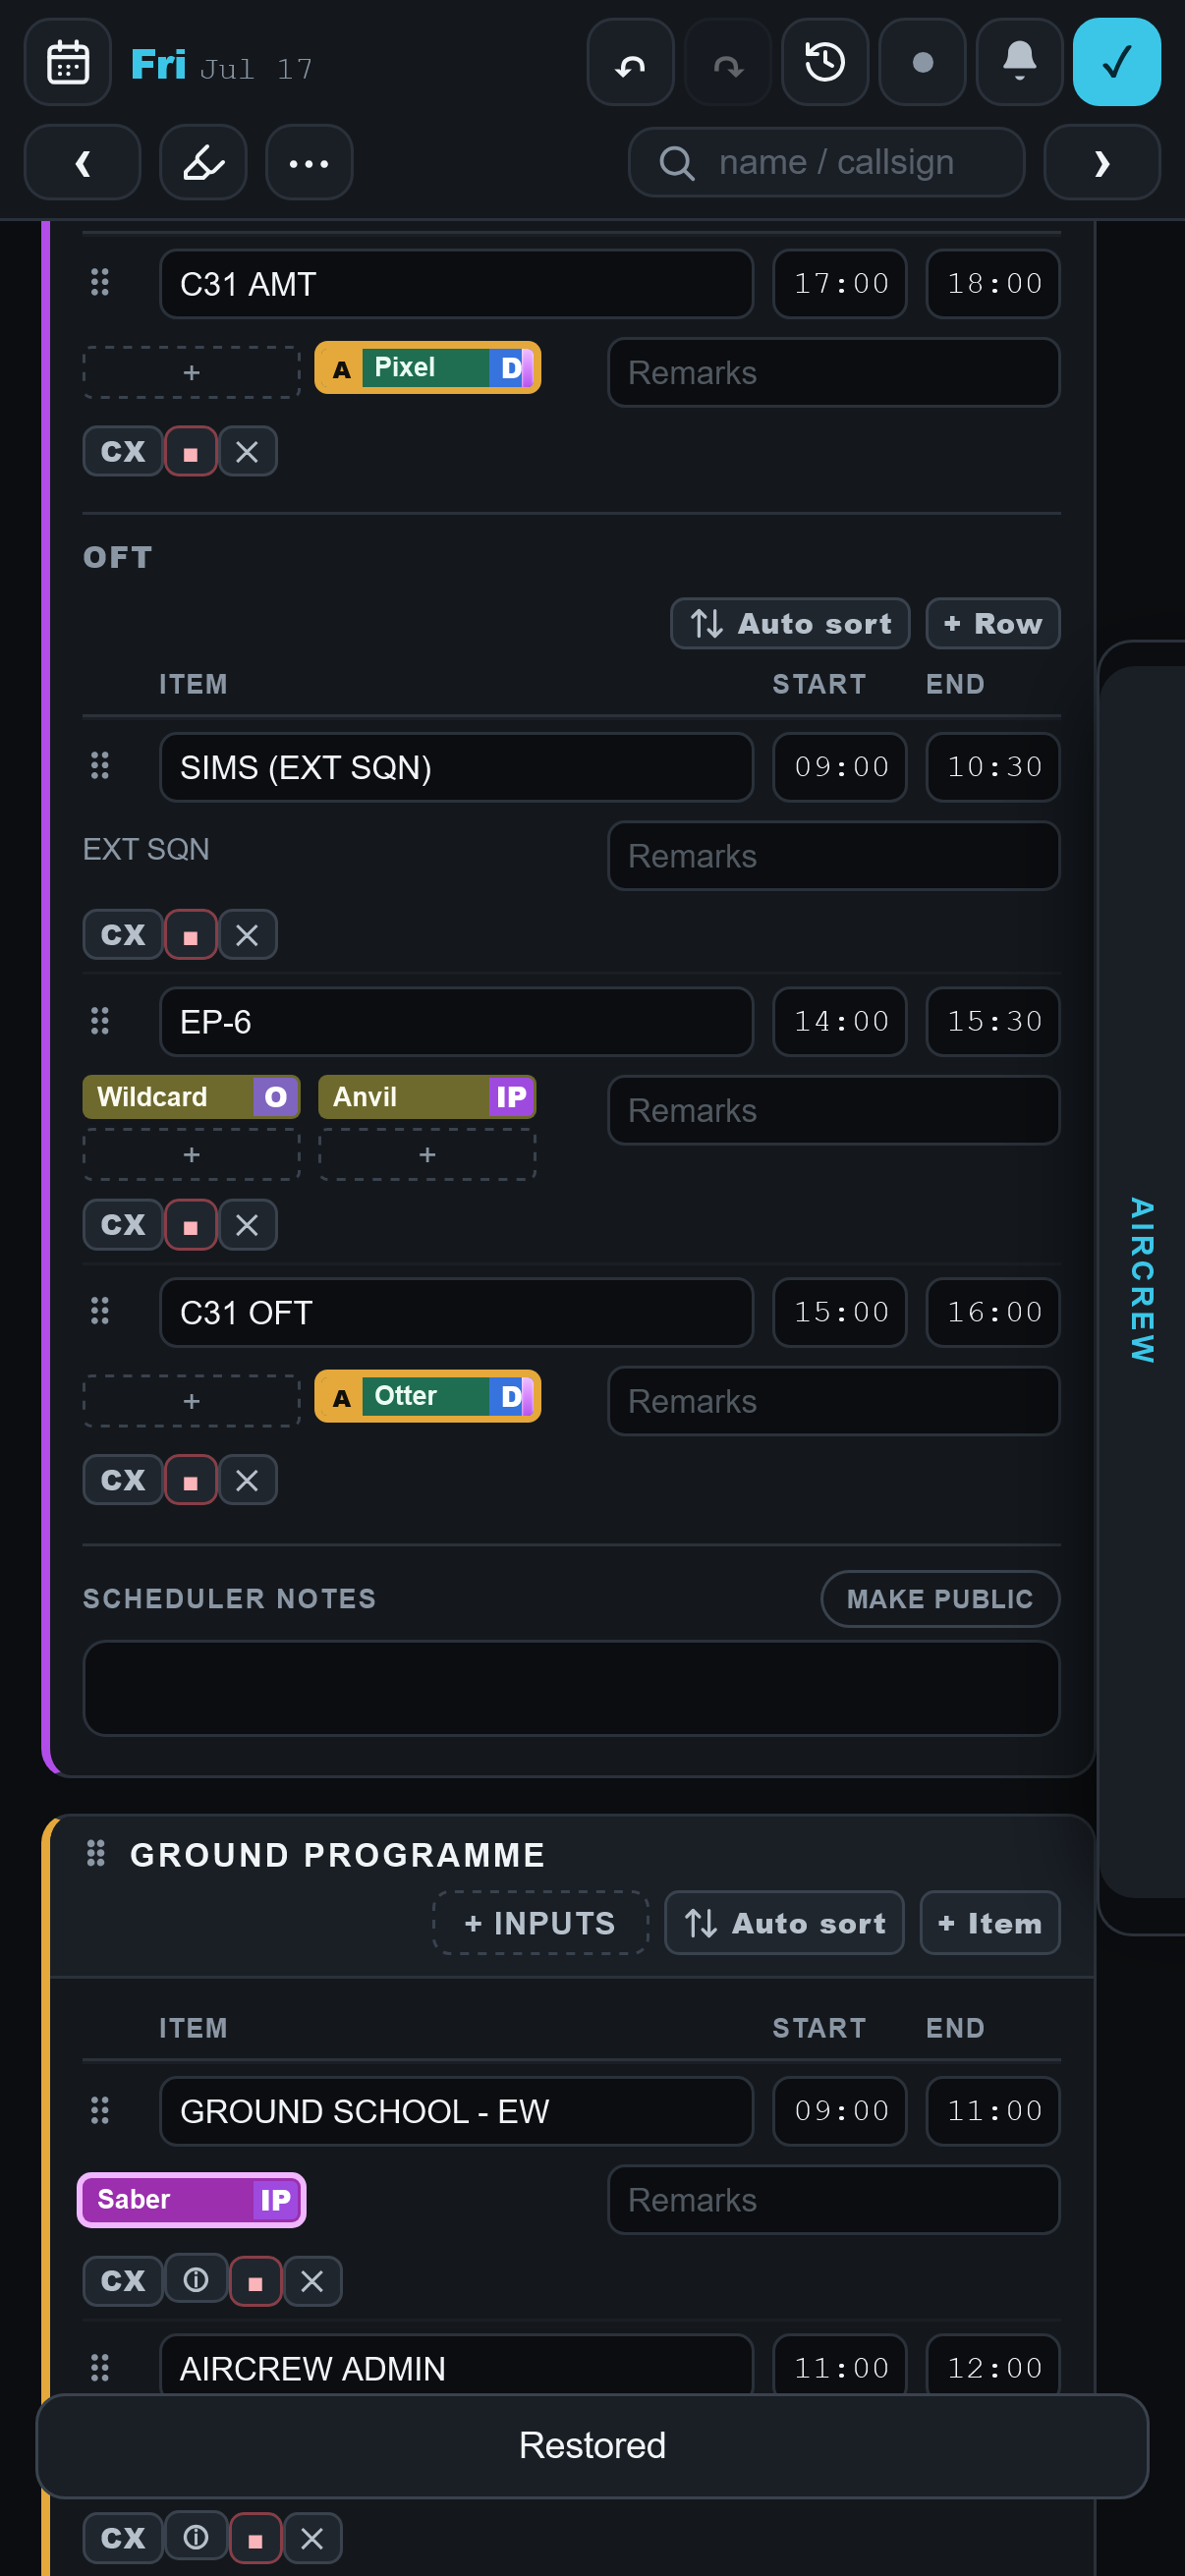 Fri Jul 17
name / callsign
C31 AMT 17:00 18:00
+ A Pixel D Remarks
CX
OFT
Auto sort + Row
ITEM START END
SIMS (EXT SQN) 09:00 10:30
EXT SQN Remarks
CX
EP-6 14:00 15:30
Wildcard O Anvil IP Remarks
+ +
CX
C31 OFT 15:00 16:00
+ A Otter D Remarks
CX
AIRCREW
SCHEDULER NOTES MAKE PUBLIC
GROUND PROGRAMME
+ INPUTS Auto sort + Item
ITEM START END
GROUND SCHOOL - EW 09:00 11:00
Saber IP Remarks
CX
AIRCREW ADMIN 11:00 12:00
Restored
CX